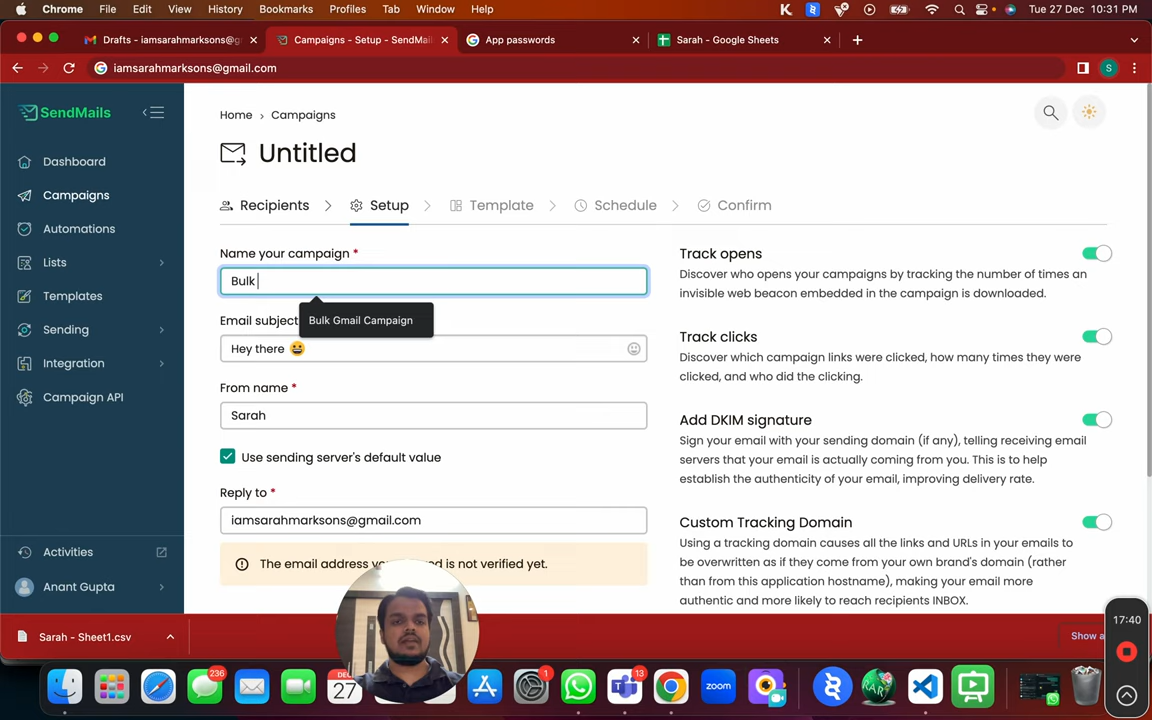 Chrome File Edit View History Bookmarks Profiles Tab Window Help Tue 27 Dec 10:31 PM
Drafts - iamsarahmarksons@g Campaigns - Setup - SendMai App passwords Sarah - Google Sheets
iamsarahmarksons@gmail.com S
SendMails
Dashboard
Campaigns
Automations
Lists
Templates
Sending
Integration
Campaign API
Activities
Anant Gupta
Home › Campaigns
Untitled
Recipients Setup Template Schedule Confirm
Name your campaign *
Bulk
Bulk Gmail Campaign
Email subject
Hey there 😀
From name *
Sarah
Use sending server's default value
Reply to *
iamsarahmarksons@gmail.com
The email address yo d is not verified yet.
Track opens
Discover who opens your campaigns by tracking the number of times an
invisible web beacon embedded in the campaign is downloaded.
Track clicks
Discover which campaign links were clicked, how many times they were
clicked, and who did the clicking.
Add DKIM signature
Sign your email with your sending domain (if any), telling receiving email
servers that your email is actually coming from you. This is to help
establish the authenticity of your email, improving delivery rate.
Custom Tracking Domain
Using a tracking domain causes all the links and URLs in your emails to
be overwritten as if they come from your own brand's domain (rather
than from this application hostname), making your email more
authentic and more likely to reach recipients INBOX.
17:40
Sarah - Sheet1.csv
Show a
236
DEC
27
1
13
zoom
RAR